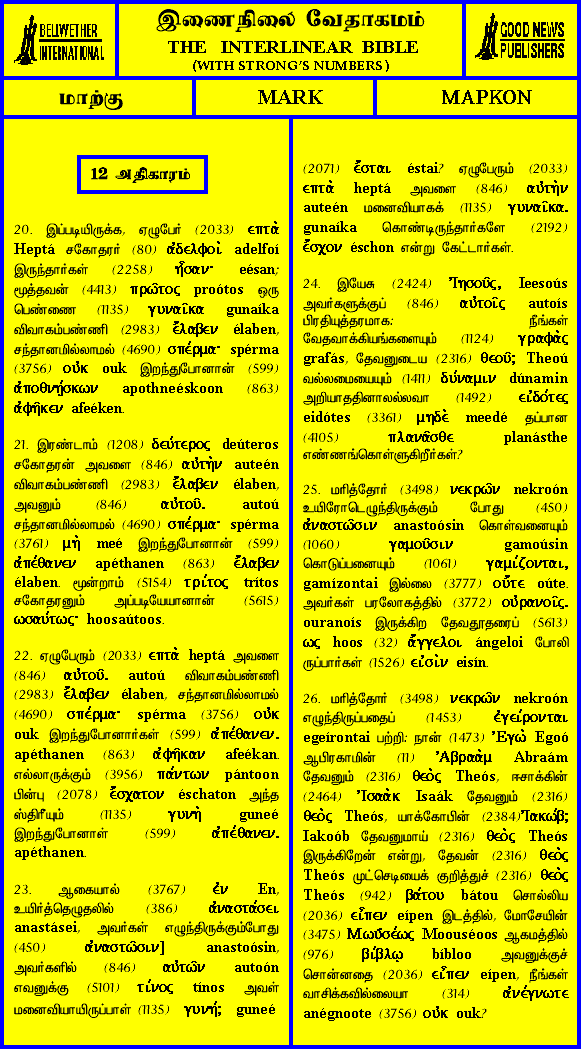 BELLWETHER
INTERNATIONAL
இணைநிலை வேதாகமம்
THE INTERLINEAR BIBLE
(WITH STRONG'S NUMBERS)
GOOD NEWS
PUBLISHERS
மாற்கு
MARK
ΜΑΡΚΟΝ
12 அதிகாரம்
20. இப்படியிருக்க, ஏழுபேர் (2033) επτὰ
Heptá சகோதரர் (80) ἀδελφοὶ adelfoí
இருந்தார்கள் (2258) ἦσαν· eésan;
மூத்தவன் (4413) πρῶτος proótos ஒரு
பெண்ணை (1135) γυναῖκα gunaíka
விவாகம்பண்ணி (2983) ἔλαβεν élaben,
சந்தானமில்லாமல் (4690) σπέρμα· spérma
(3756) οὐκ ouk இறந்துபோனான் (599)
ἀποθνῄσκων apothneéskoon (863)
ἀφῆκεν afeéken.
21. இரண்டாம் (1208) δεύτερος deúteros
சகோதரன் அவளை (846) αὐτὴν auteén
விவாகம்பண்ணி (2983) ἔλαβεν élaben,
அவனும் (846) αὐτοῦ. autoú
சந்தானமில்லாமல் (4690) σπέρμα· spérma
(3761) μὴ meé இறந்துபோனான் (599)
ἀπέθανεν apéthanen (863) ἔλαβεν
élaben. மூன்றாம் (5154) τρίτος trítos
சகோதரனும் அப்படியேயானான் (5615)
ωσαύτως· hoosaútoos.
22. ஏழுபேரும் (2033) επτὰ heptá அவளை
(846) αὐτοῦ. autoú விவாகம்பண்ணி
(2983) ἔλαβεν élaben, சந்தானமில்லாமல்
(4690) σπέρμα· spérma (3756) οὐκ
ouk இறந்துபோனார்கள் (599) ἀπέθανεν.
apéthanen (863) ἀφῆκαν afeékan.
எல்லாருக்கும் (3956) πάντων pántoon
பின்பு (2078) ἔσχατον éschaton அந்த
ஸ்திரீயும் (1135) γυνὴ guneé
இறந்துபோனாள் (599) ἀπέθανεν.
apéthanen.
23. ஆகையால் (3767) ἐν En,
உயிர்த்தெழுதலில் (386) ἀναστάσει
anastásei, அவர்கள் எழுந்திருக்கும்போது
(450) ἀναστῶσιν] anastoósin,
அவர்களில் (846) αὐτῶν autoón
எவனுக்கு (5101) τίνος tínos அவள்
மனைவியாயிருப்பாள் (1135) γυνή; guneé
(2071) ἔσται éstai? ஏழுபேரும் (2033)
επτὰ heptá அவளை (846) αὐτὴν
auteén மனைவியாகக் (1135) γυναῖκα.
gunaíka கொண்டிருந்தார்களே (2192)
ἔσχον éschon என்று கேட்டார்கள்.
24. இயேசு (2424) Ἰησοῦς, Ieesoús
அவர்களுக்குப் (846) αὐτοῖς autoís
பிரதியுத்தரமாக: நீங்கள்
வேதவாக்கியங்களையும் (1124) γραφὰς
grafás, தேவனுடைய (2316) θεοῦ; Theoú
வல்லமையையும் (1411) δύναμιν dúnamin
அறியாததினாலல்லவா (1492) εἰδότες
eidótes (3361) μηδὲ meedé தப்பான
(4105) πλανᾶσθε planásthe
எண்ணங்கொள்ளுகிறீர்கள்?
25. மரித்தோர் (3498) νεκρῶν nekroón
உயிரோடெழுந்திருக்கும் போது (450)
ἀναστῶσιν anastoósin கொள்வனையும்
(1060) γαμοῦσιν gamoúsin
கொடுப்பனையும் (1061) γαμίζονται,
gamízontai இல்லை (3777) οὔτε oúte.
அவர்கள் பரலோகத்தில் (3772) οὐρανοῖς.
ouranoís இருக்கிற தேவதூதரைப் (5613)
ως hoos (32) ἄγγελοι ángeloi போலி
ருப்பார்கள் (1526) εἰσὶν eisín.
26. மரித்தோர் (3498) νεκρῶν nekroón
எழுந்திருப்பதைப் (1453) ἐγείρονται
egeírontai பற்றி: நான் (1473) Ἐγὼ Egoó
ஆபிரகாமின் (11) Ἀβραὰμ Abraám
தேவனும் (2316) θεὸς Theós, ஈசாக்கின்
(2464) Ἰσαὰκ Isaák தேவனும் (2316)
θεὸς Theós, யாக்கோபின் (2384)Ἰακώβ;
Iakoób தேவனுமாய் (2316) θεὸς Theós
இருக்கிறேன் என்று, தேவன் (2316) θεὸς
Theós முட்செடியைக் குறித்துச் (2316) θεὸς
Theós (942) βάτου bátou சொல்லிய
(2036) εἶπεν eípen இடத்தில், மோசேயின்
(3475) Μωϋσέως Moouséoos ஆகமத்தில்
(976) βίβλῳ bíbloo அவனுக்குச்
சொன்னதை (2036) εἶπεν eípen, நீங்கள்
வாசிக்கவில்லையா (314) ἀνέγνωτε
anégnoote (3756) οὐκ ouk?